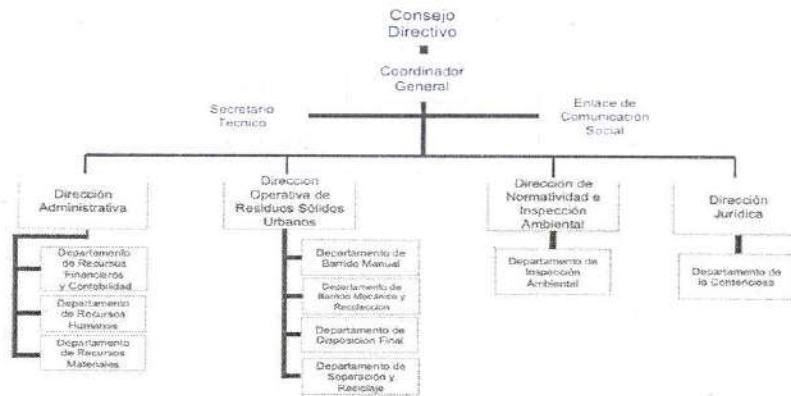 Consejo
Directivo
Coordinador
General
Secretario
Técnico
Enlace de
Comunicación
Social
Dirección
Administrativa
Dirección
Operativa de
Residuos Sólidos
Urbanos
Dirección de
Normatividad e
Inspección
Ambiental
Dirección
Jurídica
Departamento
de Recursos
Financieros
y Contabilidad
Departamento
de Recursos
Humanos
Departamento
de Recursos
Materiales
Departamento de
Barrido Manual
Departamento de
Barrido Mecánico y
Recolección
Departamento de
Disposición Final
Departamento de
Separación y
Reciclaje
Departamento de
Inspección
Ambiental
Departamento de
lo Contencioso